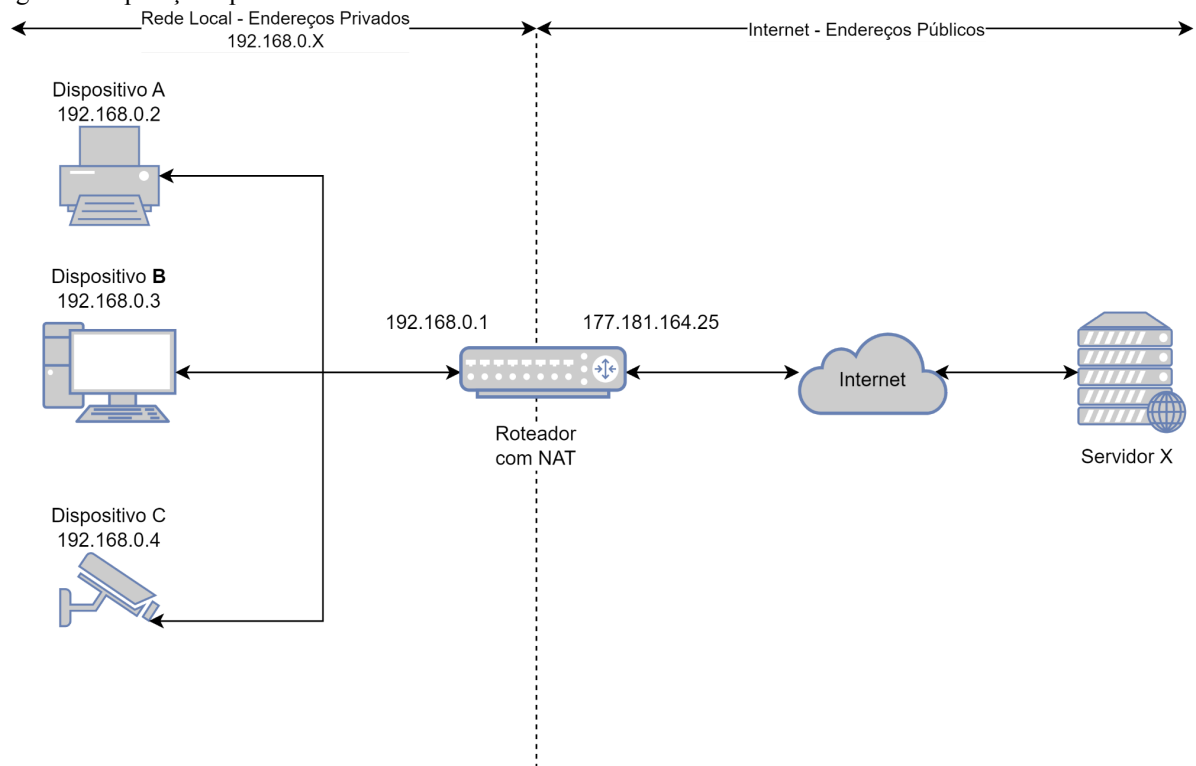 Rede Local - Endereços Privados
192.168.0.X
Internet - Endereços Públicos
Dispositivo A
192.168.0.2
Dispositivo B
192.168.0.3
192.168.0.1
177.181.164.25
Internet
Roteador
com NAT
Servidor X
Dispositivo C
192.168.0.4